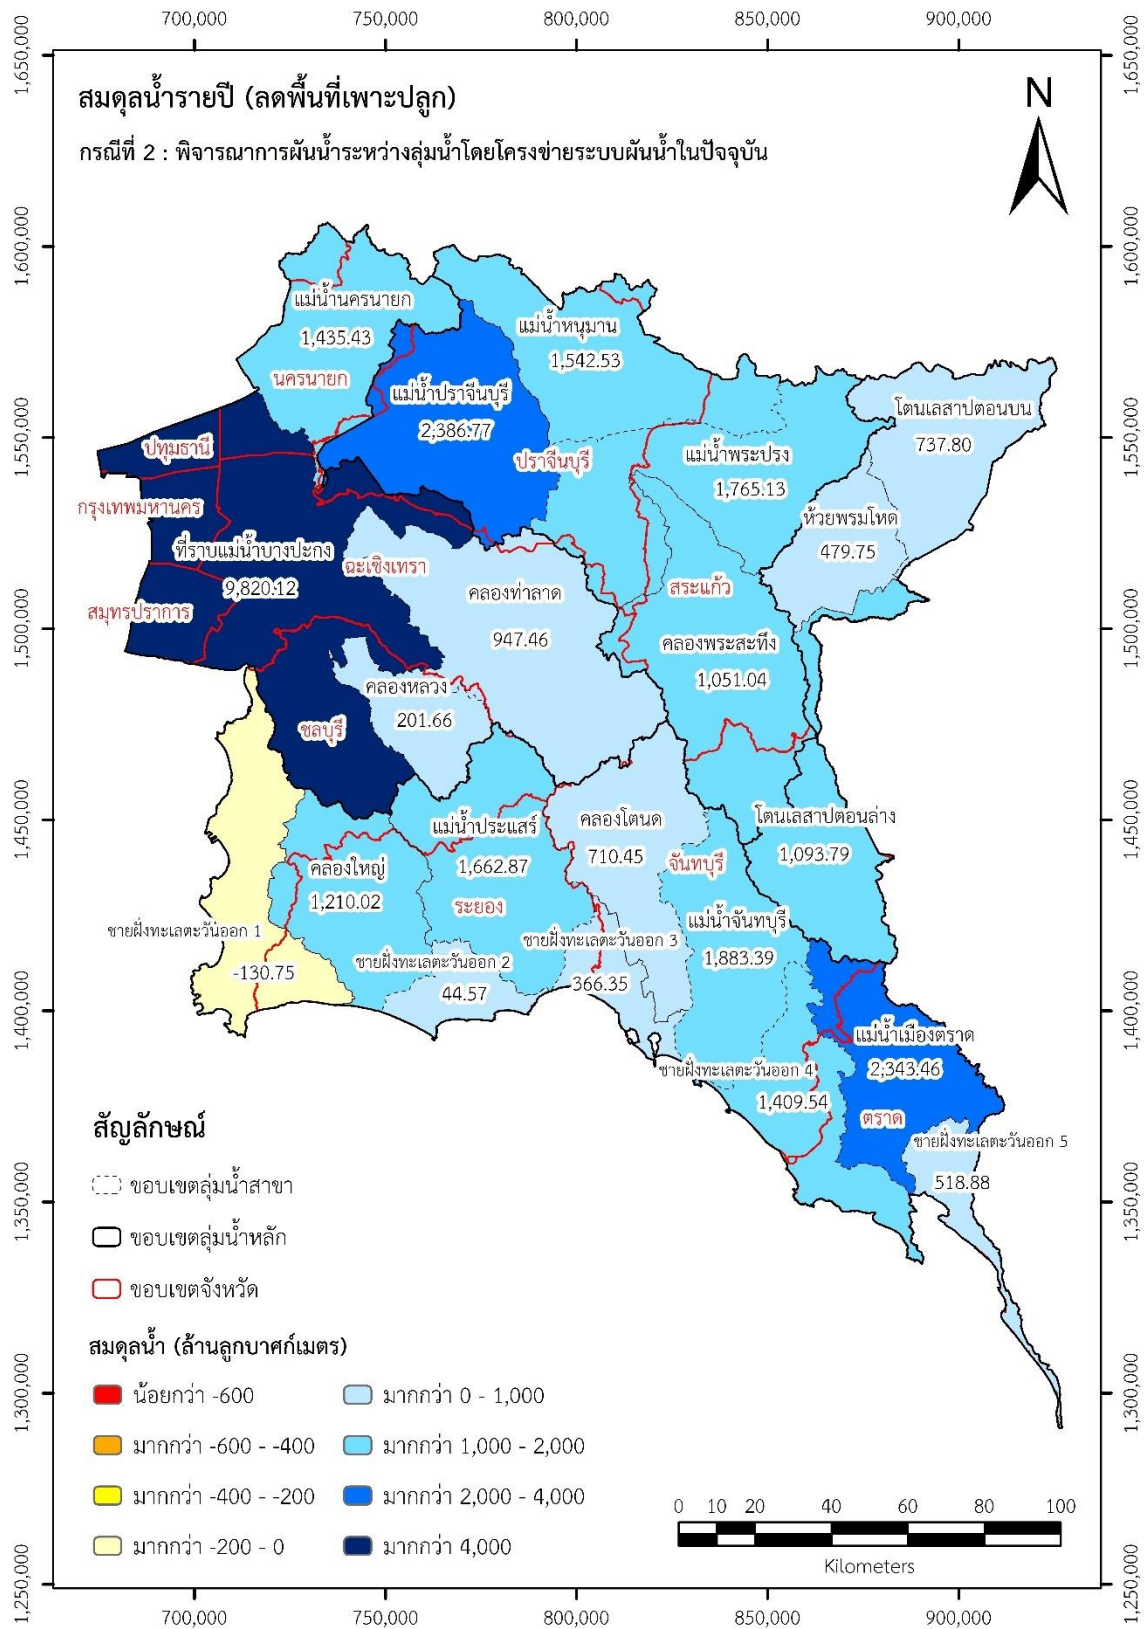 700,000 750,000 800,000 850,000 900,000
1,650,000 1,650,000
สมดุลน้ำรายปี (ลดพื้นที่เพาะปลูก)
N
กรณีที่ 2 : พิจารณาการผันน้ำระหว่างลุ่มน้ำโดยโครงข่ายระบบผันน้ำในปัจจุบัน
1,600,000 1,600,000
แม่น้ำนครนายก
1,435.43
นครนายก
แม่น้ำหนุมาน
1,542.53
แม่น้ำปราจีนบุรี
2,386.77
โตนเลสาปตอนบน
737.80
1,550,000 1,550,000
ปทุมธานี
ปราจีนบุรี
แม่น้ำพระปรง
1,765.13
กรุงเทพมหานคร
ห้วยพรมโหด
479.75
ที่ราบแม่น้ำบางปะกง
9,820.12
ฉะเชิงเทรา
สมุทรปราการ
คลองท่าลาด
947.46
สระแก้ว
1,500,000 1,500,000
คลองพระสะทึง
1,051.04
คลองหลวง
201.66
ชลบุรี
1,450,000 1,450,000
แม่น้ำประแสร์
1,662.87
คลองโตนด
710.45
โตนเลสาปตอนล่าง
1,093.79
คลองใหญ่
1,210.02
ระยอง
จันทบุรี
แม่น้ำจันทบุรี
1,883.39
ชายฝั่งทะเลตะวันออก 1
-130.75
ชายฝั่งทะเลตะวันออก 2
44.57
ชายฝั่งทะเลตะวันออก 3
366.35
1,400,000 1,400,000
แม่น้ำเมืองตราด
2,343.46
ชายฝั่งทะเลตะวันออก 4
1,409.54
ตราด
ชายฝั่งทะเลตะวันออก 5
518.88
สัญลักษณ์
ขอบเขตลุ่มน้ำสาขา
1,350,000 1,350,000
ขอบเขตลุ่มน้ำหลัก
ขอบเขตจังหวัด
สมดุลน้ำ (ล้านลูกบาศก์เมตร)
1,300,000 1,300,000
น้อยกว่า -600 มากกว่า 0 - 1,000
มากกว่า -600 - -400 มากกว่า 1,000 - 2,000
มากกว่า -400 - -200 มากกว่า 2,000 - 4,000
มากกว่า -200 - 0 มากกว่า 4,000
0 10 20 40 60 80 100
Kilometers
1,250,000 1,250,000
700,000 750,000 800,000 850,000 900,000